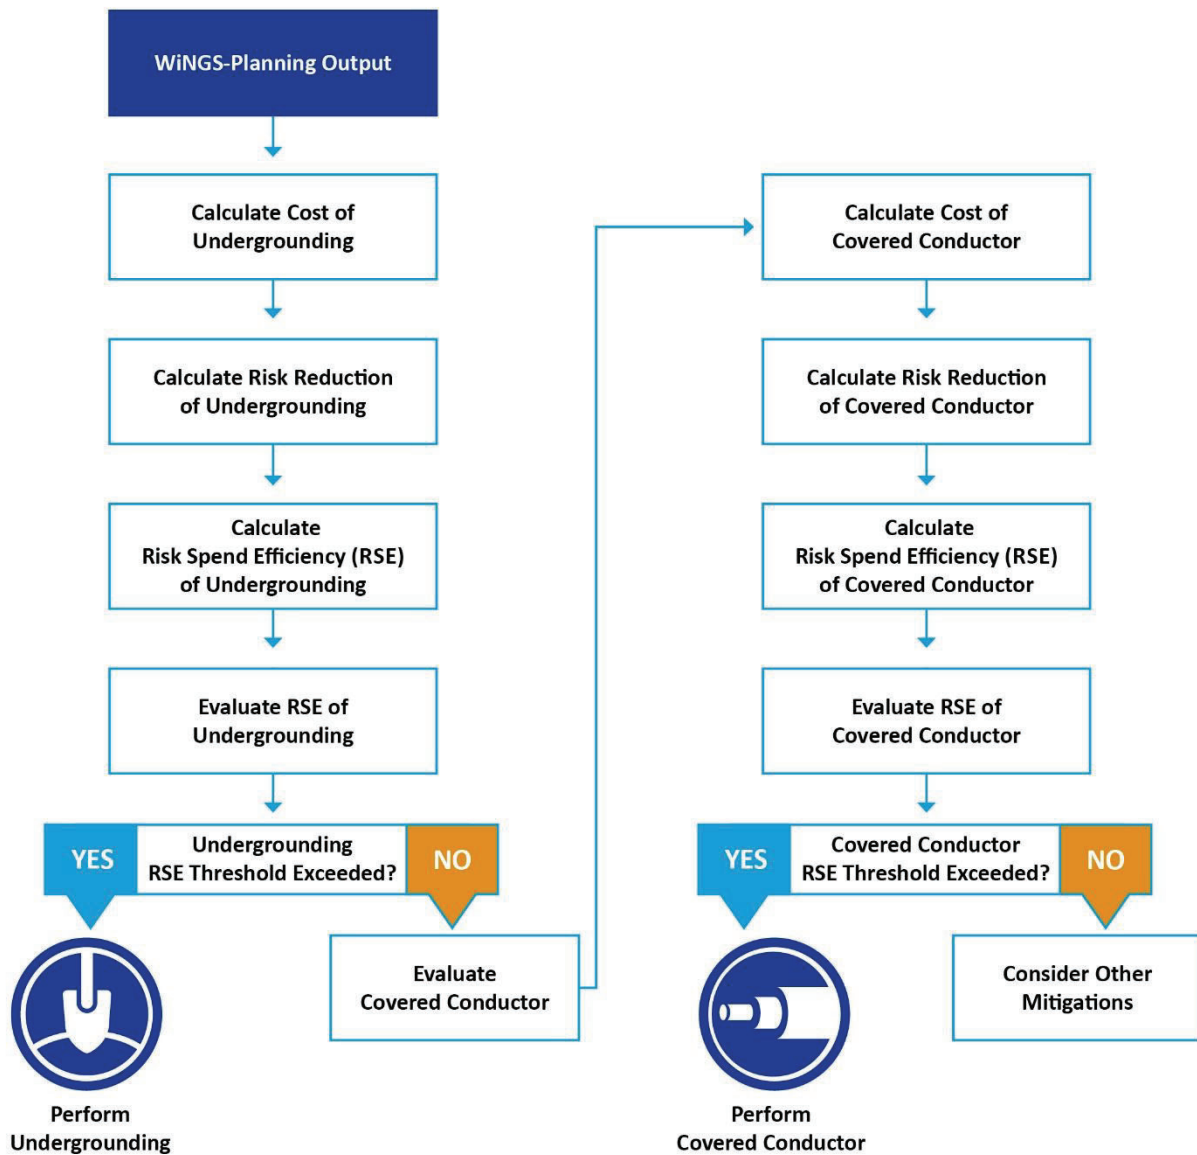 WiNGS-Planning Output
Calculate Cost of
Undergrounding
Calculate Risk Reduction
of Undergrounding
Calculate
Risk Spend Efficiency (RSE)
of Undergrounding
Evaluate RSE of
Undergrounding
YES
Undergrounding
RSE Threshold Exceeded?
NO
Perform
Undergrounding
Evaluate
Covered Conductor
Calculate Cost of
Covered Conductor
Calculate Risk Reduction
of Covered Conductor
Calculate
Risk Spend Efficiency (RSE)
of Covered Conductor
Evaluate RSE of
Covered Conductor
YES
Covered Conductor
RSE Threshold Exceeded?
NO
Perform
Covered Conductor
Consider Other
Mitigations